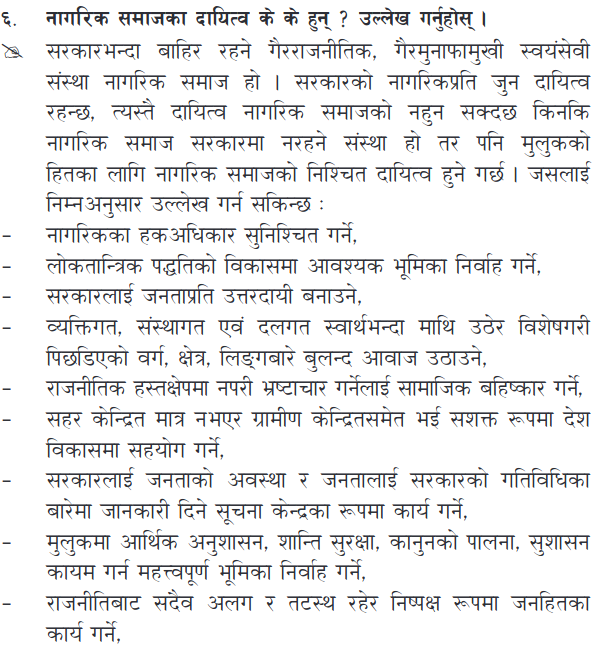 ६. नागरिक समाजका दायित्व के के हुन् ? उल्लेख गर्नुहोस् ।
सरकारभन्दा बाहिर रहने गैरराजनीतिक, गैरमुनाफामुखी स्वयंसेवी
संस्था नागरिक समाज हो । सरकारको नागरिकप्रति जुन दायित्व
रहन्छ, त्यस्तै दायित्व नागरिक समाजको नहुन सक्दछ किनकि
नागरिक समाज सरकारमा नरहने संस्था हो तर पनि मुलुकको
हितका लागि नागरिक समाजको निश्चित दायित्व हुने गर्छ । जसलाई
निम्नअनुसार उल्लेख गर्न सकिन्छ :
– नागरिकका हकअधिकार सुनिश्चित गर्ने,
– लोकतान्त्रिक पद्धतिको विकासमा आवश्यक भूमिका निर्वाह गर्ने,
– सरकारलाई जनताप्रति उत्तरदायी बनाउने,
– व्यक्तिगत, संस्थागत एवं दलगत स्वार्थभन्दा माथि उठेर विशेषगरी
पिछडिएको वर्ग, क्षेत्र, लिङ्गबारे बुलन्द आवाज उठाउने,
– राजनीतिक हस्तक्षेपमा नपरी भ्रष्टाचार गर्नेलाई सामाजिक बहिष्कार गर्ने,
– सहर केन्द्रित मात्र नभएर ग्रामीण केन्द्रितसमेत भई सशक्त रूपमा देश
विकासमा सहयोग गर्ने,
– सरकारलाई जनताको अवस्था र जनतालाई सरकारको गतिविधिका
बारेमा जानकारी दिने सूचना केन्द्रका रूपमा कार्य गर्ने,
– मुलुकमा आर्थिक अनुशासन, शान्ति सुरक्षा, कानुनको पालना, सुशासन
कायम गर्न महत्त्वपूर्ण भूमिका निर्वाह गर्ने,
– राजनीतिबाट सदैव अलग र तटस्थ रहेर निष्पक्ष रूपमा जनहितका
कार्य गर्ने,